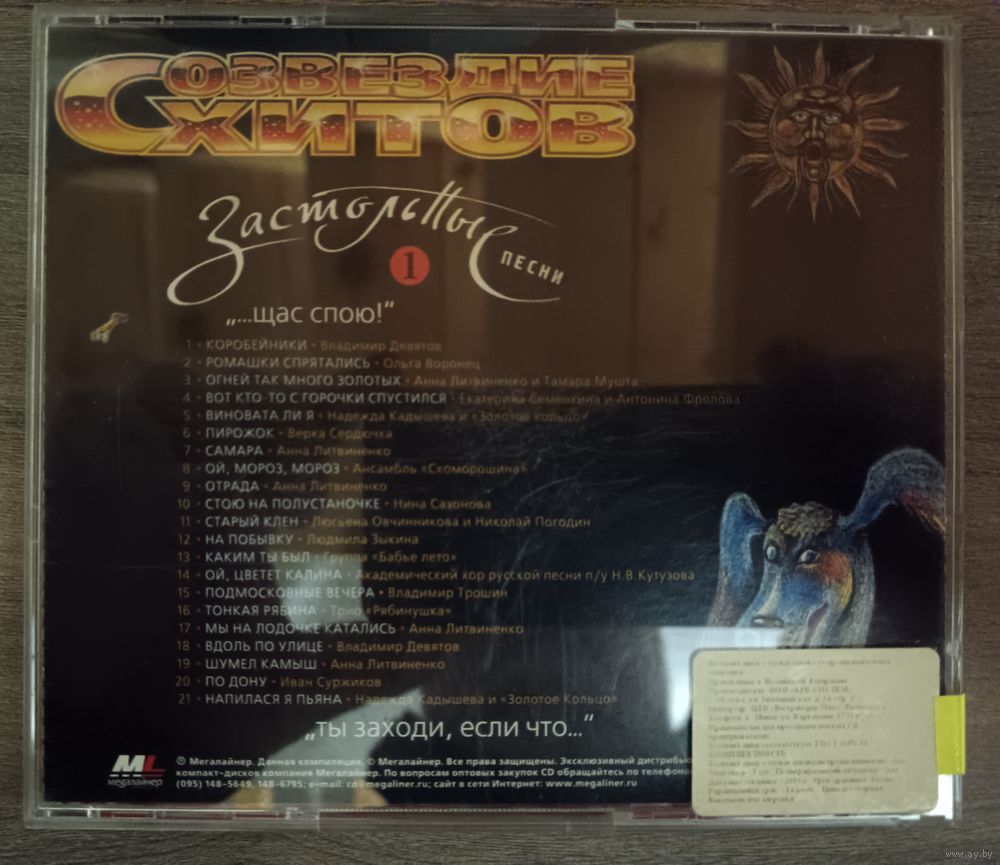 СОЗВЕЗДИЕ
ХИТОВ
Застольные
ПЕСНИ
1
„...щас спою!“
1 • КОРОБЕЙНИКИ • Владимир Девятов
2 • РОМАШКИ СПРЯТАЛИСЬ • Ольга Воронец
3 • ОГНЕЙ ТАК МНОГО ЗОЛОТЫХ • Анна Литвиненко и Тамара Мушта
4 • ВОТ КТО-ТО С ГОРОЧКИ СПУСТИЛСЯ • Екатерина Семенкина и Антонина Фролова
5 • ВИНОВАТА ЛИ Я • Надежда Кадышева и «Золотое кольцо»
6 • ПИРОЖОК • Верка Сердючка
7 • САМАРА • Анна Литвиненко
8 • ОЙ, МОРОЗ, МОРОЗ • Ансамбль «Скоморошина»
9 • ОТРАДА • Анна Литвиненко
10 • СТОЮ НА ПОЛУСТАНОЧКЕ • Нина Сазонова
11 • СТАРЫЙ КЛЕН • Люсьена Овчинникова и Николай Погодин
12 • НА ПОБЫВКУ • Людмила Зыкина
13 • КАКИМ ТЫ БЫЛ • Группа «Бабье лето»
14 • ОЙ, ЦВЕТЕТ КАЛИНА • Академический хор русской песни п/у Н.В.Кутузова
15 • ПОДМОСКОВНЫЕ ВЕЧЕРА • Владимир Трошин
16 • ТОНКАЯ РЯБИНА • Трио «Рябинушка»
17 • МЫ НА ЛОДОЧКЕ КАТАЛИСЬ • Анна Литвиненко
18 • ВДОЛЬ ПО УЛИЦЕ • Владимир Девятов
19 • ШУМЕЛ КАМЫШ • Анна Литвиненко
20 • ПО ДОНУ • Иван Суржиков
21 • НАПИЛАСЯ Я ПЬЯНА • Надежда Кадышева и «Золотое Кольцо»
„ты заходи, если что...“
ML
мегалайнер
℗ Мегалайнер. Данная компиляция. © Мегалайнер. Все права защищены. Эксклюзивный
компакт-дисков компании Мегалайнер. По вопросам оптовых закупок CD обращайтесь по
(095) 148-5649, 148-6795; e-mail: cd@megaliner.ru; сайт в сети Интернет: www.megaliner.ru
www.ay.by